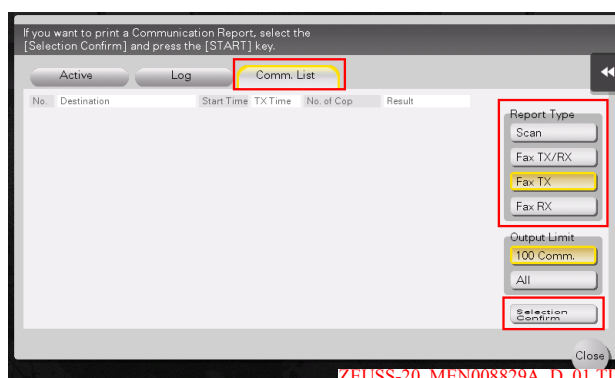 If you want to print a Communication Report, select the
[Selection Confirm] and press the [START] key.
Active Log Comm. List
No. Destination Start Time TX Time No. of Cop Result
Report Type
Scan
Fax TX/RX
Fax TX
Fax RX
Output Limit
100 Comm.
All
Selection
Confirm
Close